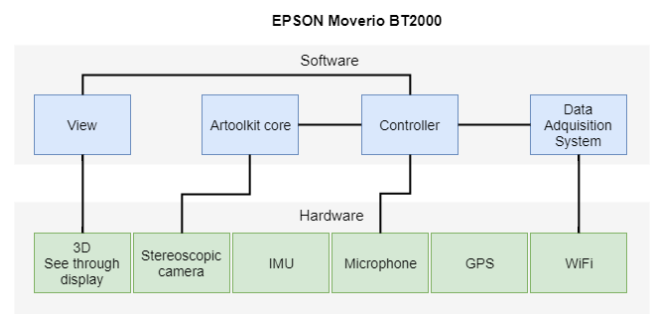 EPSON Moverio BT2000
Software
View
Artoolkit core
Controller
Data
Adquisition
System
Hardware
3D
See through
display
Stereoscopic
camera
IMU
Microphone
GPS
WiFi